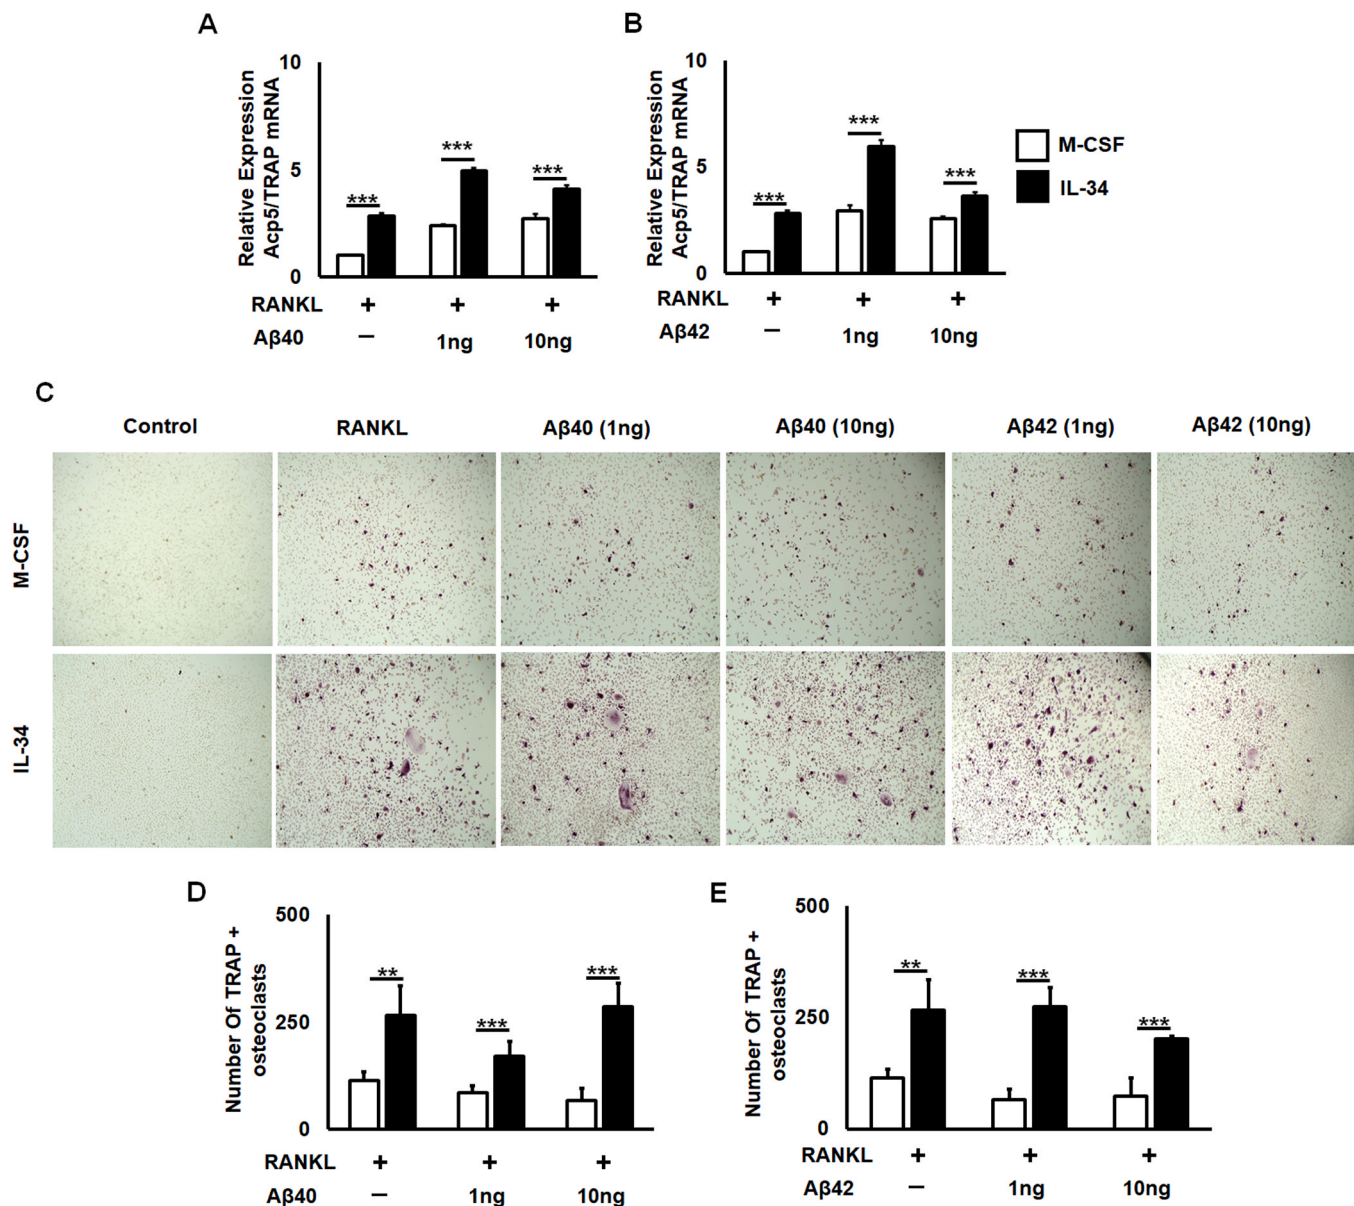 A
Relative Expression
Acp5/TRAP mRNA
10
5
0
***
***
***
RANKL + + +
Aβ40 – 1ng 10ng
B
Relative Expression
Acp5/TRAP mRNA
10
5
0
***
***
***
RANKL + + +
Aβ42 – 1ng 10ng
M-CSF
IL-34
C
Control RANKL Aβ40 (1ng) Aβ40 (10ng) Aβ42 (1ng) Aβ42 (10ng)
M-CSF
IL-34
D
Number Of TRAP +
osteoclasts
500
250
0
**
***
***
RANKL + + +
Aβ40 – 1ng 10ng
E
Number Of TRAP +
osteoclasts
500
250
0
**
***
***
RANKL + + +
Aβ42 – 1ng 10ng